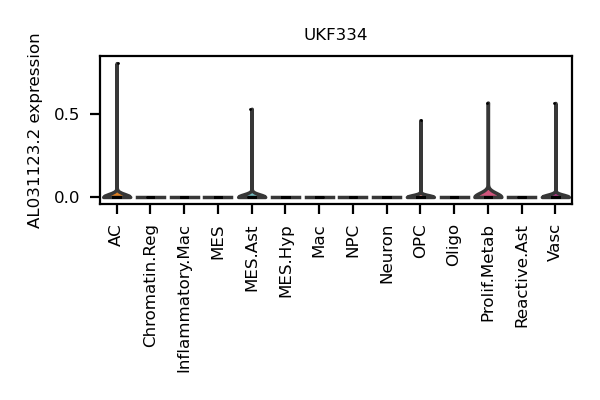 UKF334
AL031123.2 expression
0.5
0.0
AC
Chromatin.Reg
Inflammatory.Mac
MES
MES.Ast
MES.Hyp
Mac
NPC
Neuron
OPC
Oligo
Prolif.Metab
Reactive.Ast
Vasc